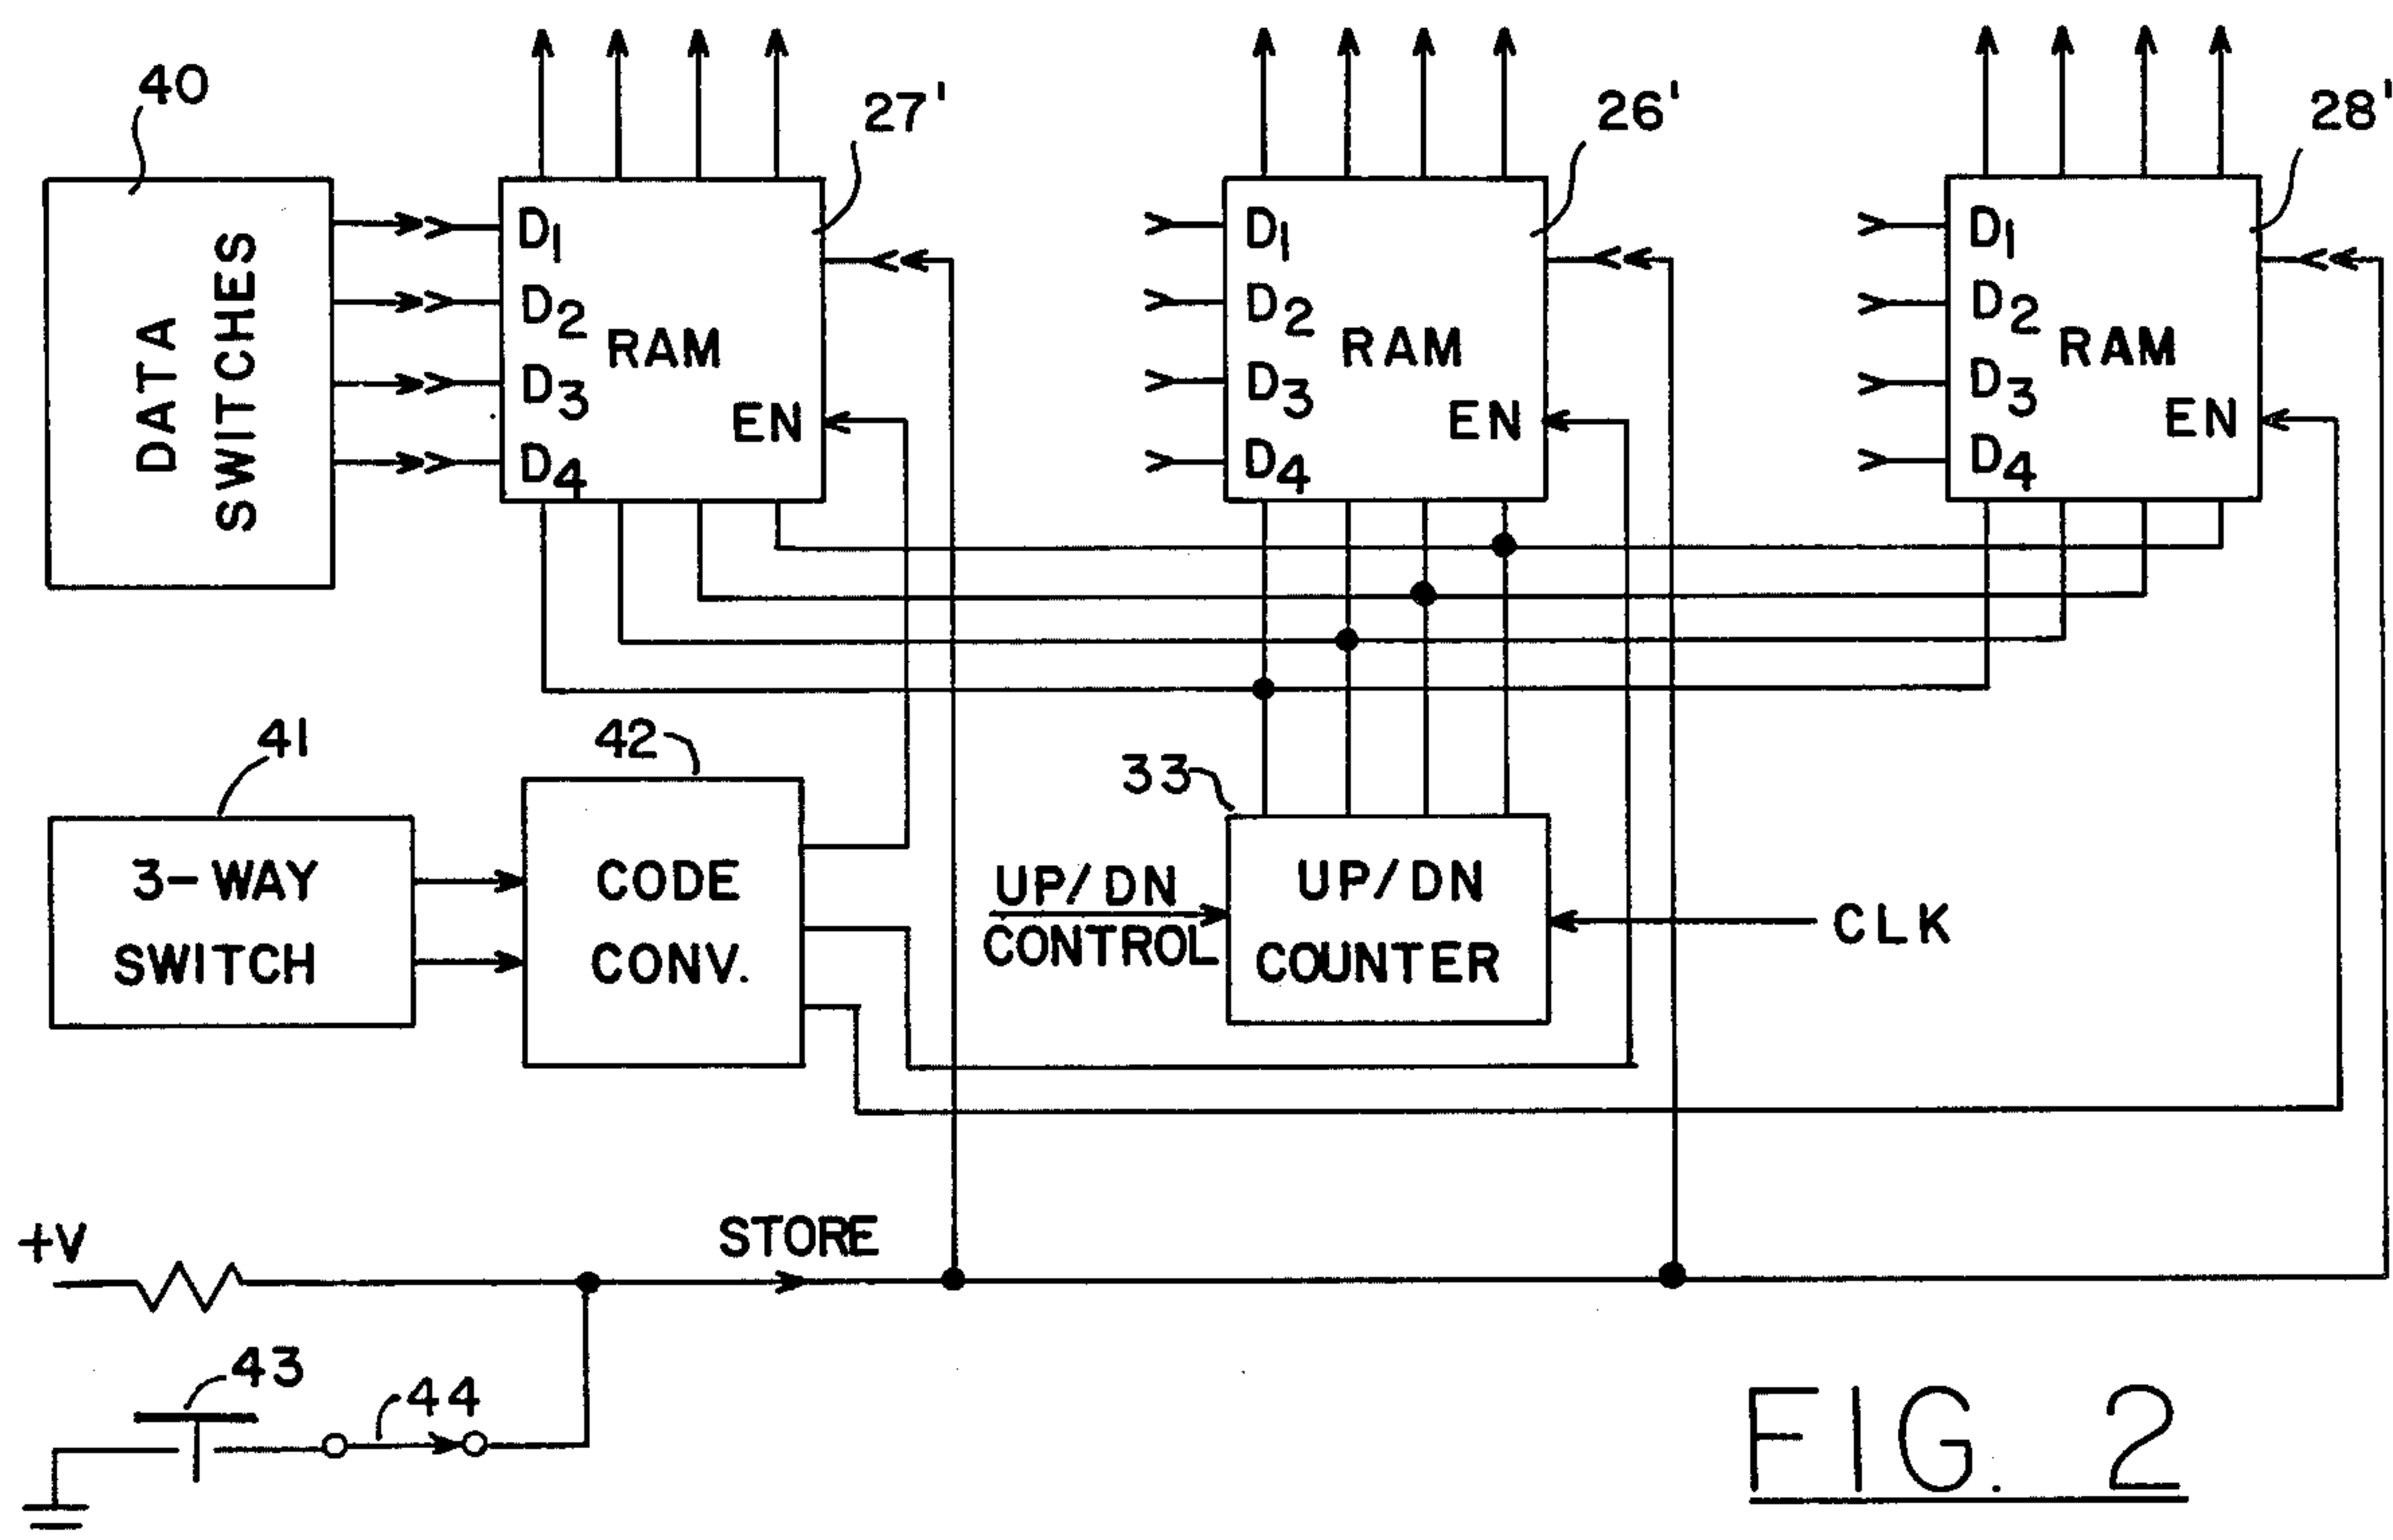 40
27'
26'
28'
DATA
SWITCHES
D1
D2
D3
D4
RAM
EN
D1
D2
D3
D4
RAM
EN
D1
D2
D3
D4
RAM
EN
41
42
33
3-WAY
SWITCH
CODE
CONV.
UP/DN
CONTROL
UP/DN
COUNTER
CLK
+V
STORE
43
44
FIG. 2